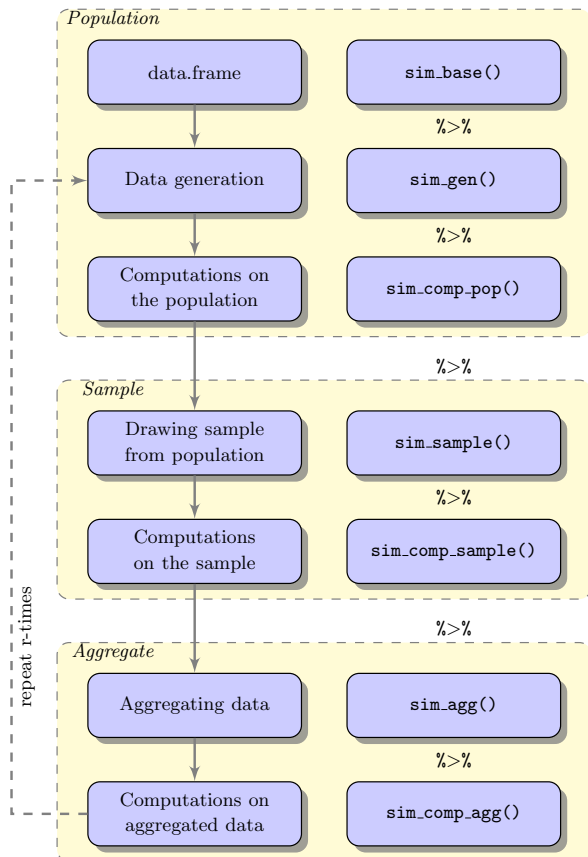 Population
data.frame
sim_base()
%>%
Data generation
sim_gen()
%>%
Computations on
the population
sim_comp_pop()
%>%
Sample
Drawing sample
from population
sim_sample()
%>%
Computations
on the sample
sim_comp_sample()
%>%
Aggregate
Aggregating data
sim_agg()
%>%
Computations on
aggregated data
sim_comp_agg()
repeat r-times